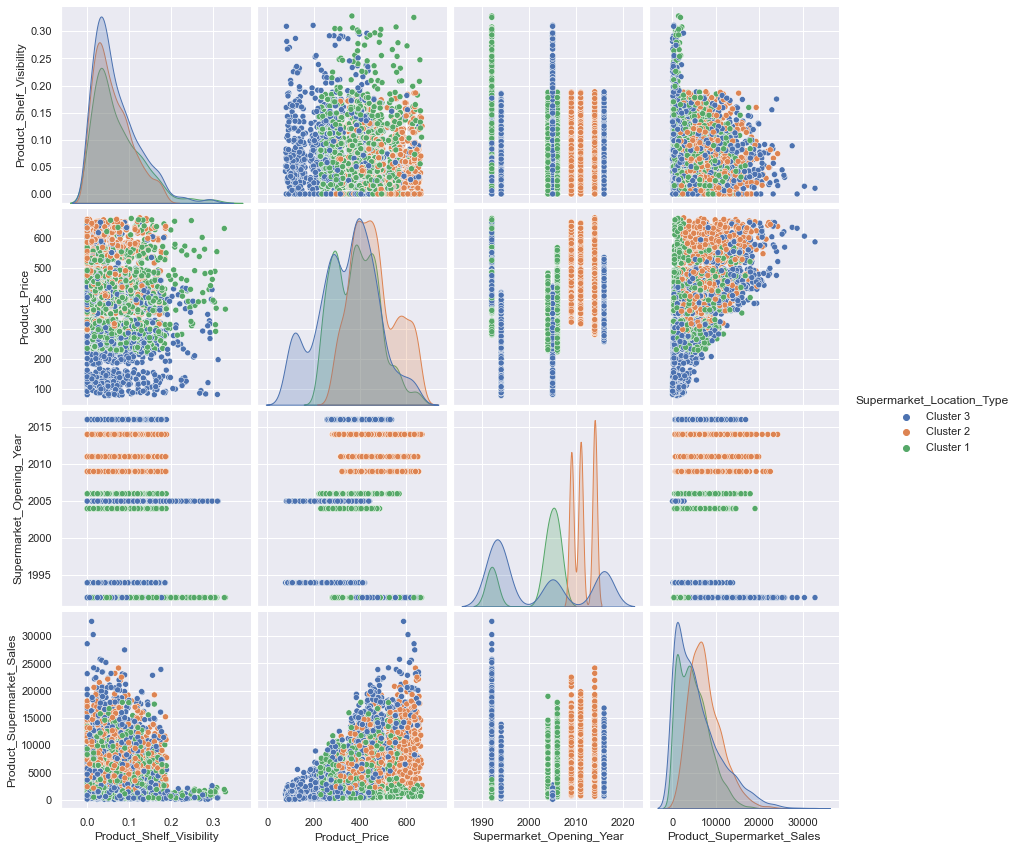 Product_Shelf_Visibility
0.30
0.25
0.20
0.15
0.10
0.05
0.00
Product_Price
600
500
400
300
200
100
Supermarket_Opening_Year
2015
2010
2005
2000
1995
Product_Supermarket_Sales
30000
25000
20000
15000
10000
5000
0
0.0 0.1 0.2 0.3
Product_Shelf_Visibility
0 200 400 600
Product_Price
1990 2000 2010 2020
Supermarket_Opening_Year
0 10000 20000 30000
Product_Supermarket_Sales
Supermarket_Location_Type
Cluster 3
Cluster 2
Cluster 1